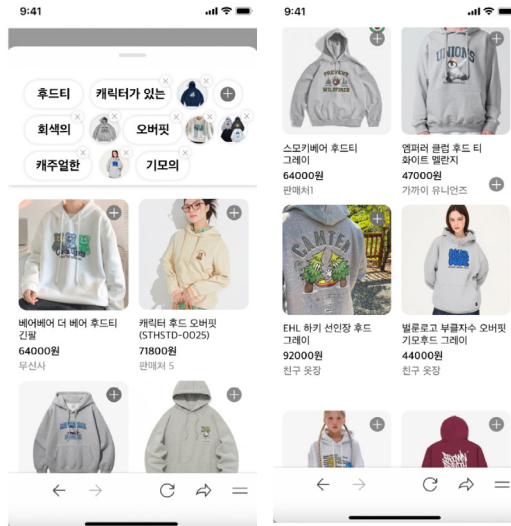 9:41
후드티
캐릭터가 있는
회색의
오버핏
캐주얼한
기모의
베어베어 더 베어 후드티
긴팔
64000원
무신사
캐릭터 후드 오버핏
(STHSTD-0025)
71800원
판매처 5
9:41
PREVENT
WILDFIRES
UNIONS
스모키베어 후드티
그레이
64000원
판매처1
엠퍼러 클럽 후드 티
화이트 멜란지
47000원
가까이 유니언즈
EHL 하키 선인장 후드
그레이
92000원
친구 옷장
벌룬로고 부클자수 오버핏
기모후드 그레이
44000원
친구 옷장